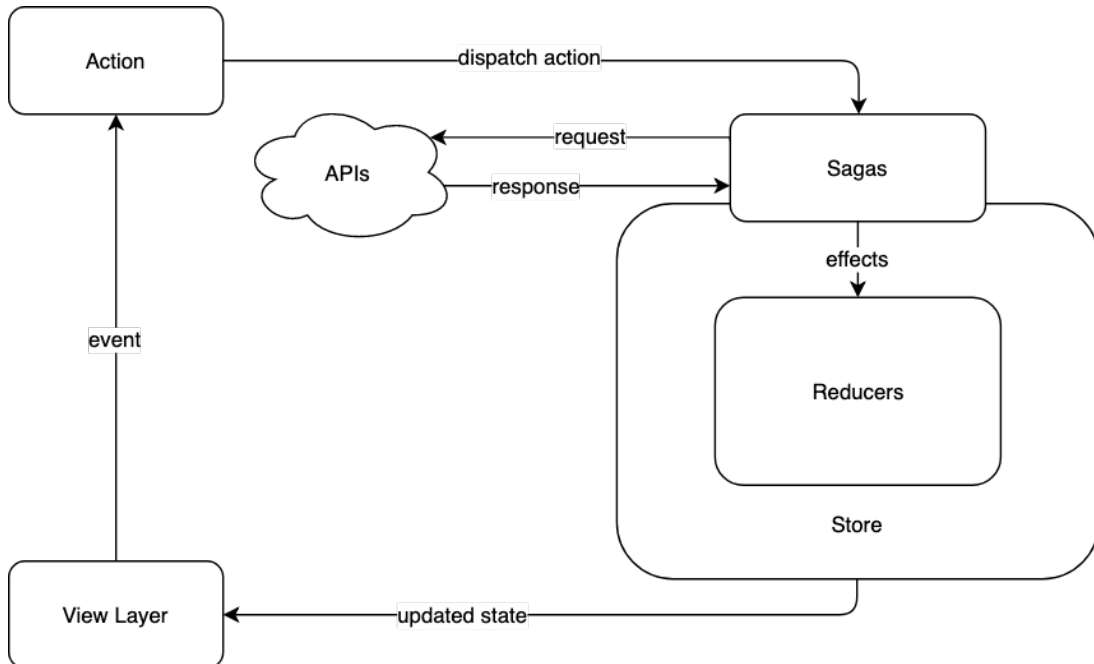 Action
dispatch action
request
APIs
Sagas
response
effects
event
Reducers
Store
View Layer
updated state